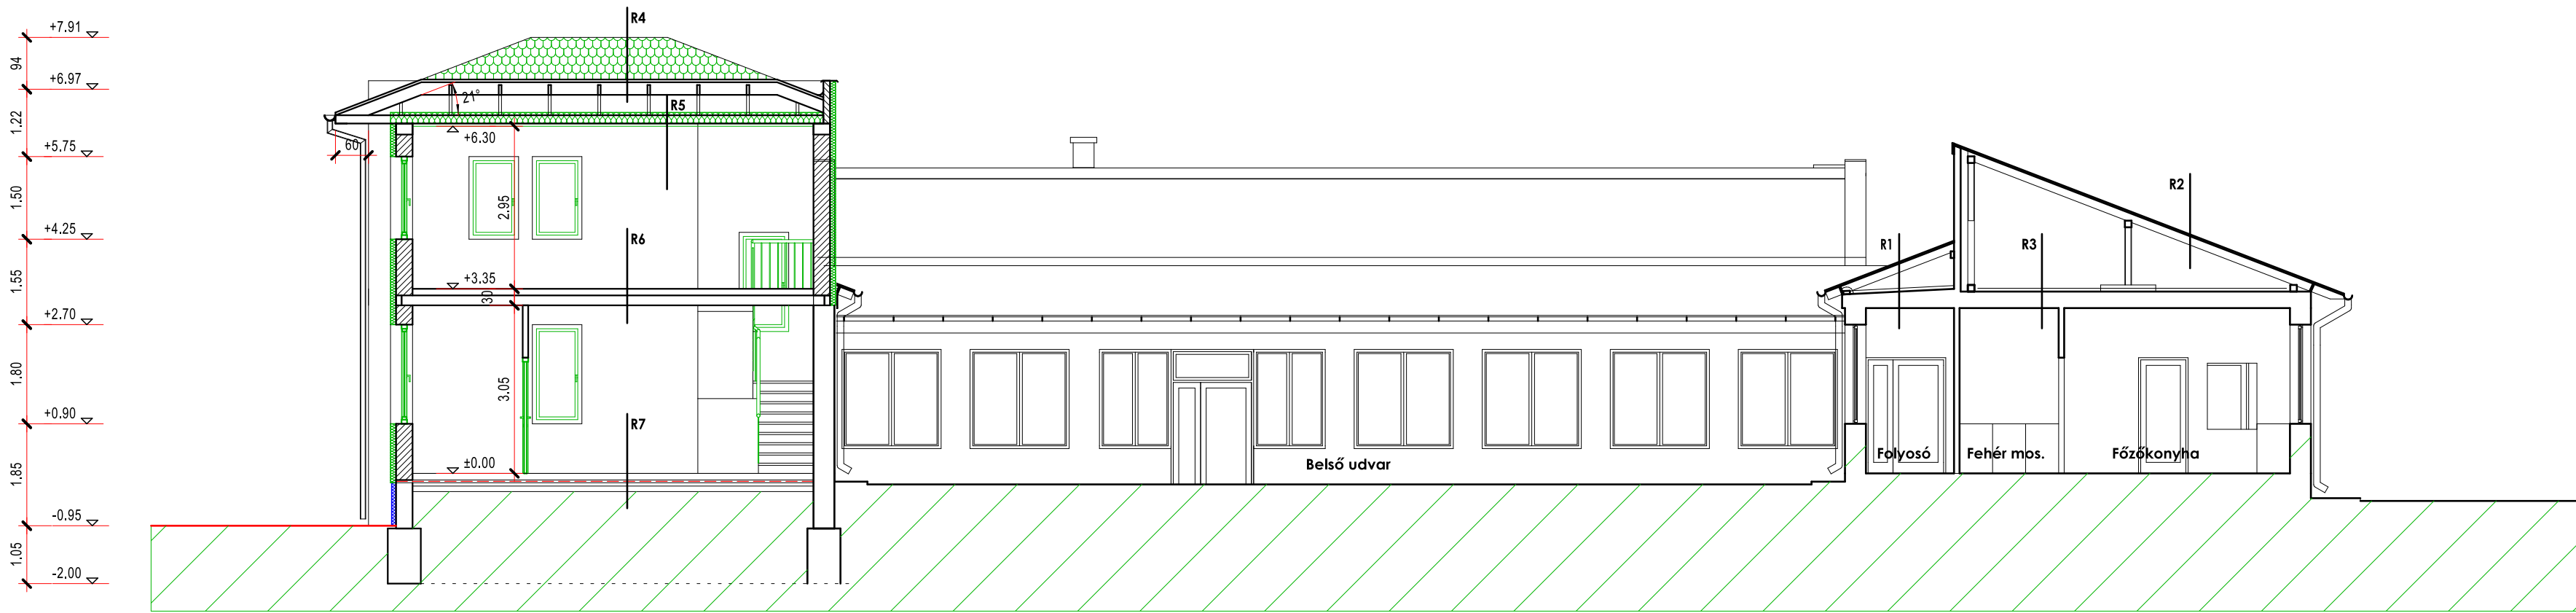 +7.91
94
+6.97
1.22
+5.75
1.50
+4.25
1.55
+2.70
1.80
+0.90
1.85
-0.95
1.05
-2.00
R4
21°
R5
60
+6.30
2.95
R6
+3.35
30
3.05
R7
±0.00
Belső udvar
R1
R3
R2
Folyosó
Fehér mos.
Főzőkonyha